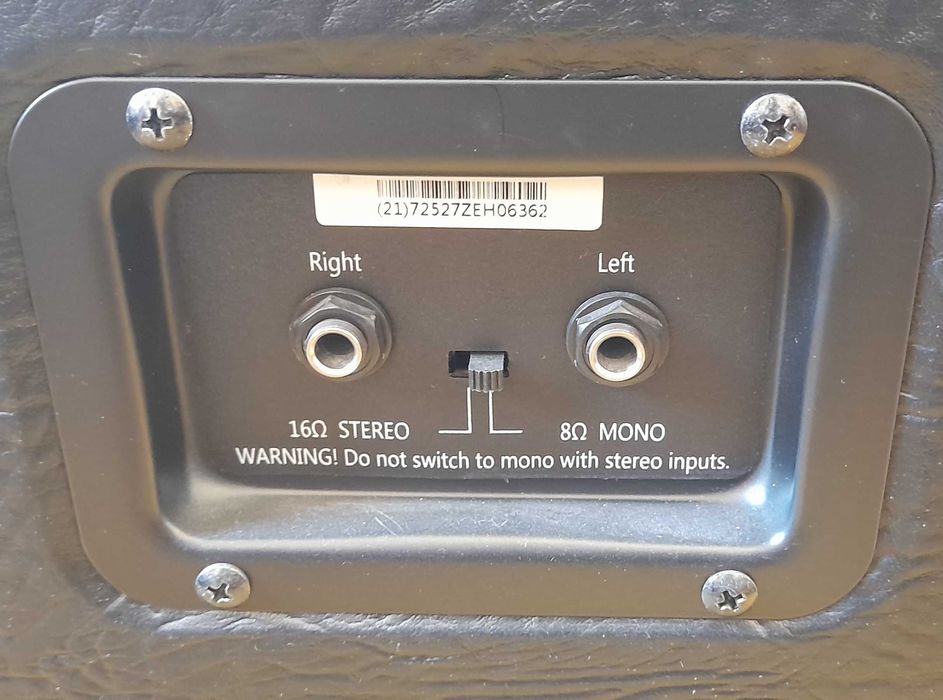 (21)72527ZEH06362
Right Left
16Ω STEREO 8Ω MONO
WARNING! Do not switch to mono with stereo inputs.